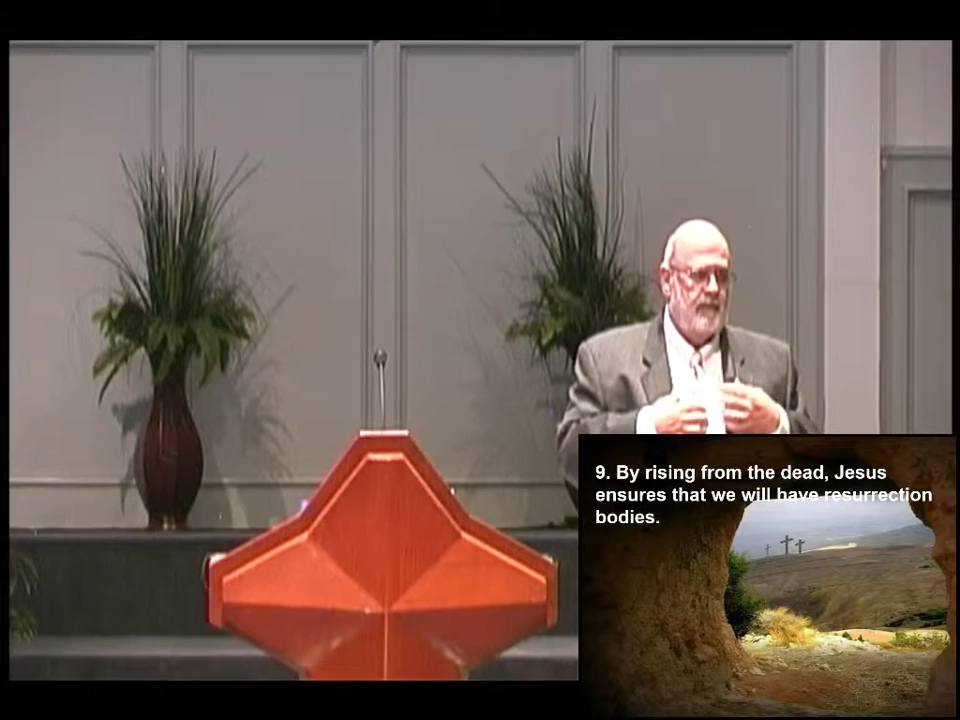 9. By rising from the dead, Jesus
ensures that we will have resurrection
bodies.